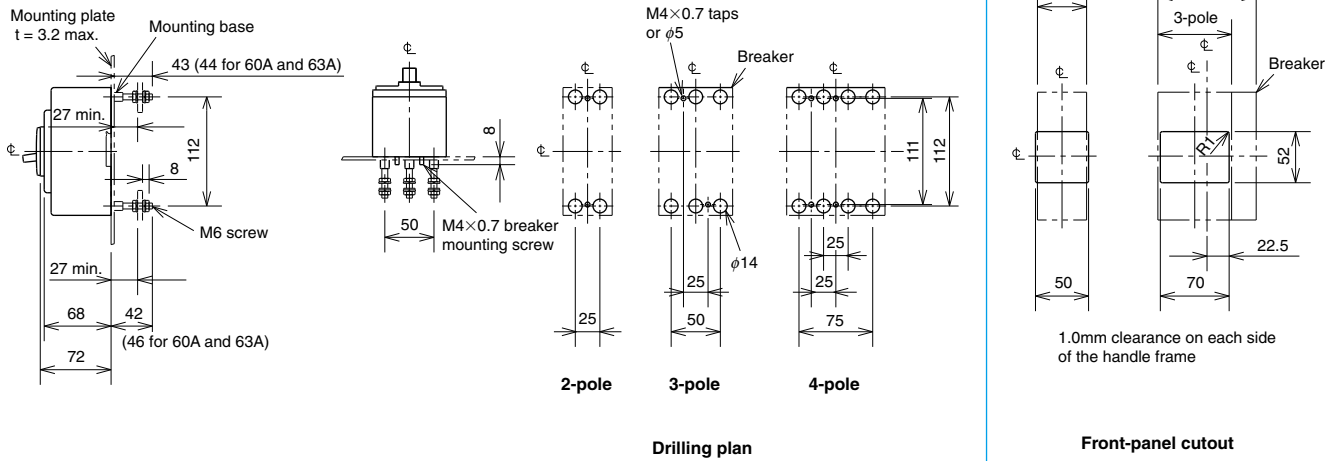 Mounting plate
t = 3.2 max.
Mounting base
43 (44 for 60A and 63A)
27 min.
112
8
M6 screw
27 min.
68
42
(46 for 60A and 63A)
72
℄
℄
8
50
M4×0.7 breaker
mounting screw
M4×0.7 taps
or ϕ5
Breaker
℄
℄
℄
℄
111
112
ϕ14
25
25
50
25
25
75
2-pole
3-pole
4-pole
Drilling plan
3-pole
℄
℄
℄
℄
Breaker
R1
52
22.5
50
70
1.0mm clearance on each side
of the handle frame
Front-panel cutout